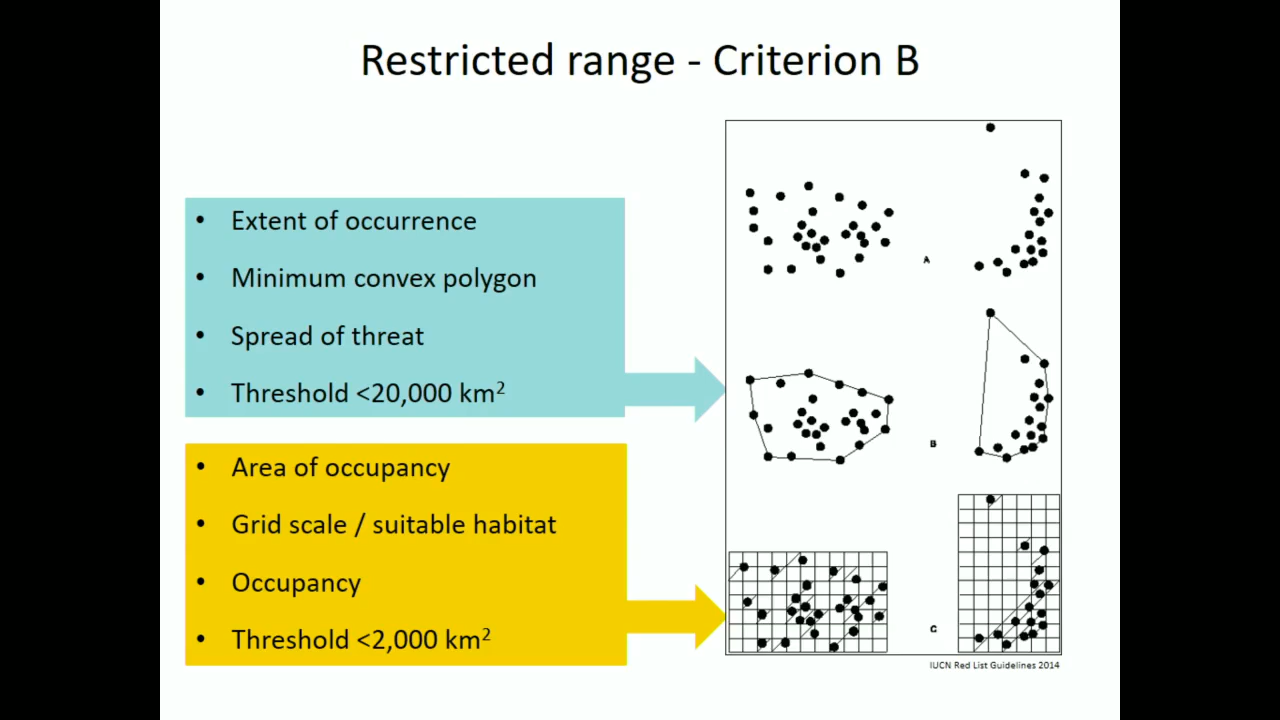 Restricted range - Criterion B
• Extent of occurrence
• Minimum convex polygon
• Spread of threat
• Threshold <20,000 km²
• Area of occupancy
• Grid scale / suitable habitat
• Occupancy
• Threshold <2,000 km²
A
B
C
IUCN Red List Guidelines 2014